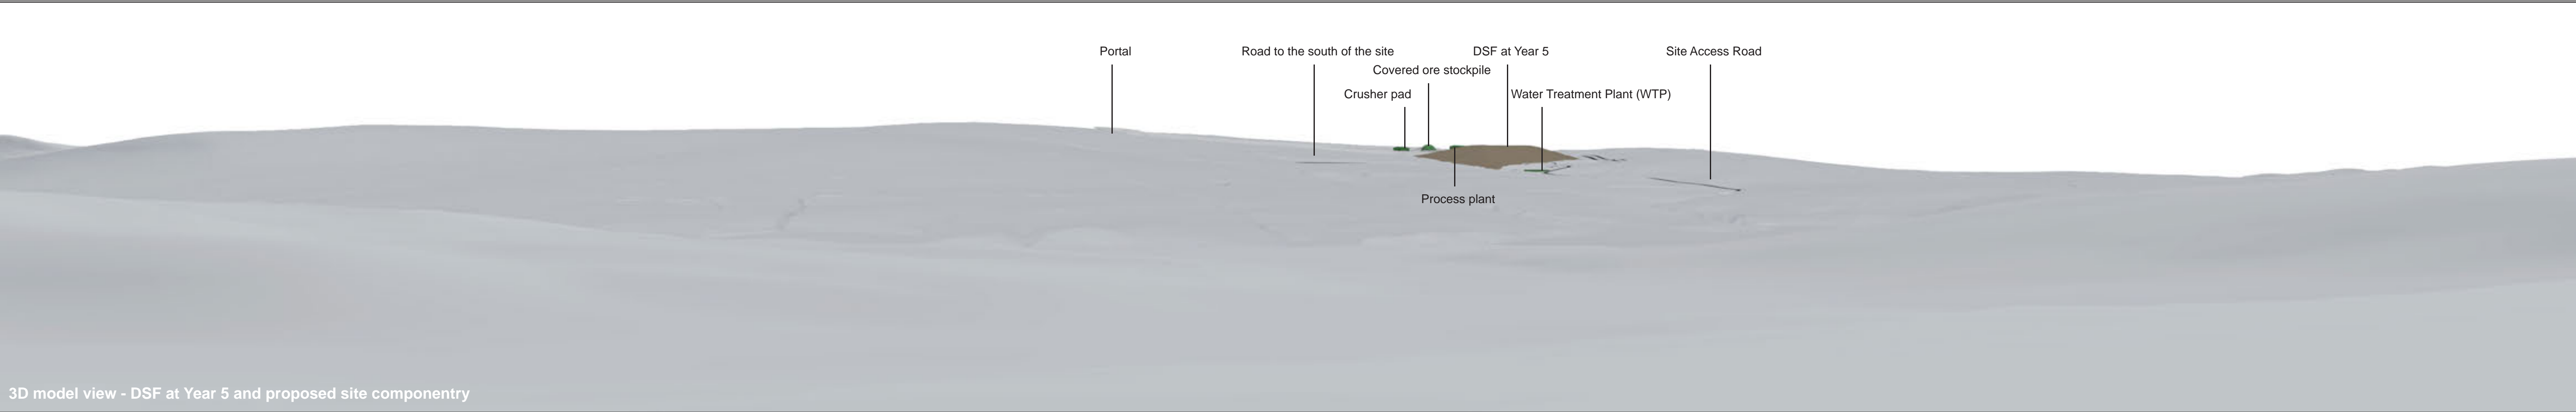 Portal
Road to the south of the site
DSF at Year 5
Site Access Road
Covered ore stockpile
Crusher pad
Water Treatment Plant (WTP)
Process plant
3D model view - DSF at Year 5 and proposed site componentry